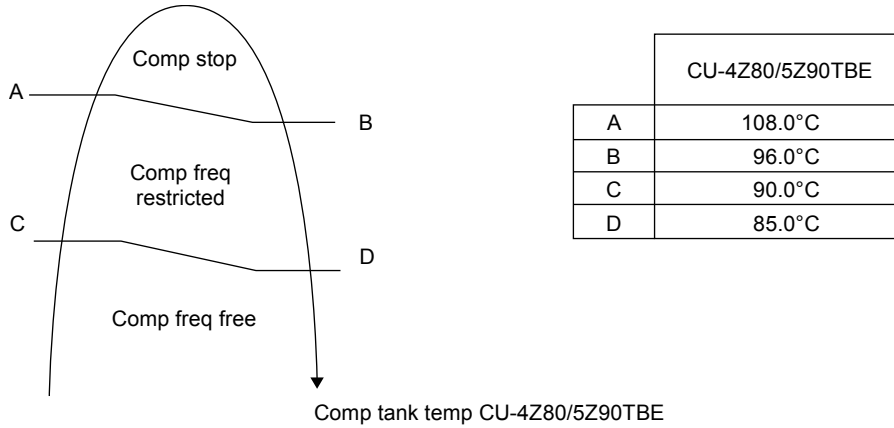 Comp stop
A
B
Comp freq
restricted
C
D
Comp freq free
Comp tank temp CU-4Z80/5Z90TBE
CU-4Z80/5Z90TBE
A 108.0°C
B 96.0°C
C 90.0°C
D 85.0°C